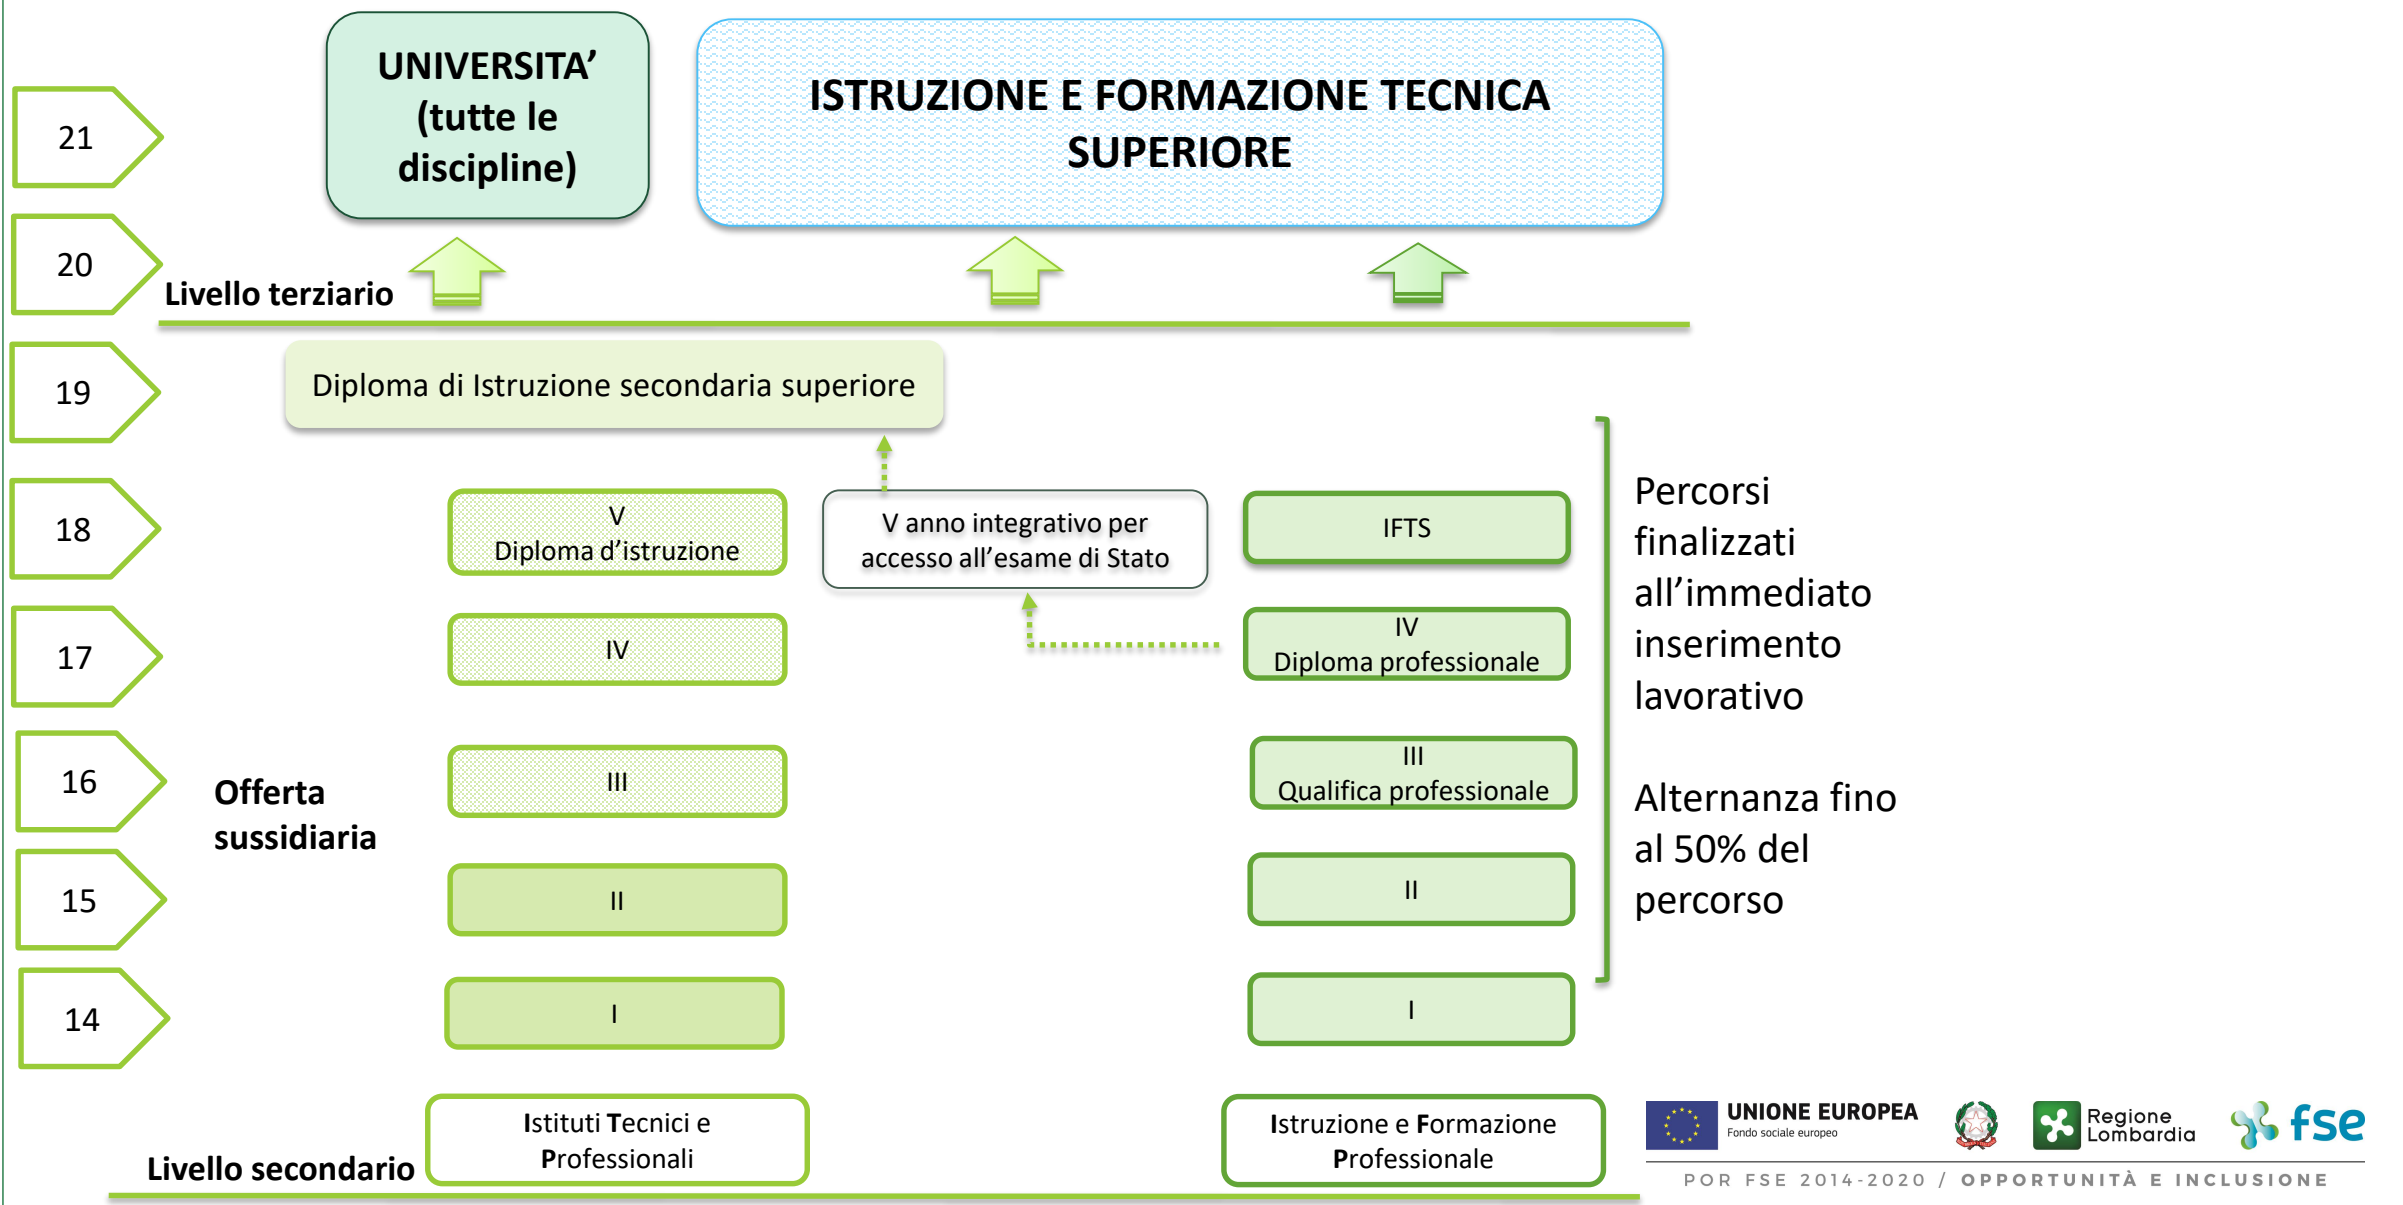 UNIVERSITA’
(tutte le
discipline)
ISTRUZIONE E FORMAZIONE TECNICA
SUPERIORE
21
20
Livello terziario
19
Diploma di Istruzione secondaria superiore
18
V
Diploma d’istruzione
V anno integrativo per
accesso all’esame di Stato
IFTS
17
IV
IV
Diploma professionale
16
III
III
Qualifica professionale
Offerta
sussidiaria
15
II
II
14
I
I
Percorsi
finalizzati
all’immediato
inserimento
lavorativo
Alternanza fino
al 50% del
percorso
Istituti Tecnici e
Professionali
Istruzione e Formazione
Professionale
Livello secondario
UNIONE EUROPEA
Fondo sociale europeo
Regione
Lombardia
fse
POR FSE 2014-2020 / OPPORTUNITÀ E INCLUSIONE